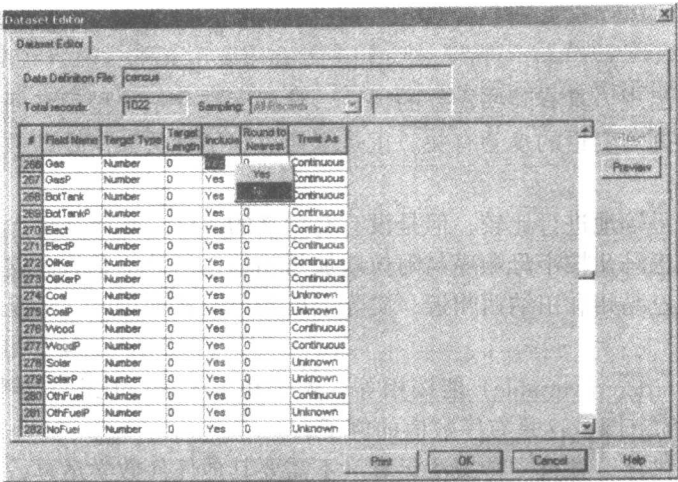 Dataset Editor
Dataset Editor
Data Definition File: census
Total records: 1022 Sampling: All Records
# Field Name Target Type Target Length Include Round to Nearest Treat As
266 Gas Number 0 0 Continuous
267 GasP Number 0 Yes Yes Continuous
268 BotTank Number 0 Yes Continuous
269 BotTankP Number 0 Yes 0 Continuous
270 Elect Number 0 Yes 0 Continuous
271 ElectP Number 0 Yes 0 Continuous
272 OilKer Number 0 Yes 0 Continuous
273 OilKerP Number 0 Yes 0 Continuous
274 Coal Number 0 Yes 0 Unknown
275 CoalP Number 0 Yes 0 Unknown
276 Wood Number 0 Yes 0 Continuous
277 WoodP Number 0 Yes 0 Continuous
278 Solar Number 0 Yes 0 Unknown
279 SolarP Number 0 Yes 0 Unknown
280 OthFuel Number 0 Yes 0 Continuous
281 OthFuelP Number 0 Yes 0 Unknown
282 NoFuel Number 0 Yes 0 Unknown
Preview
Print OK Cancel Help